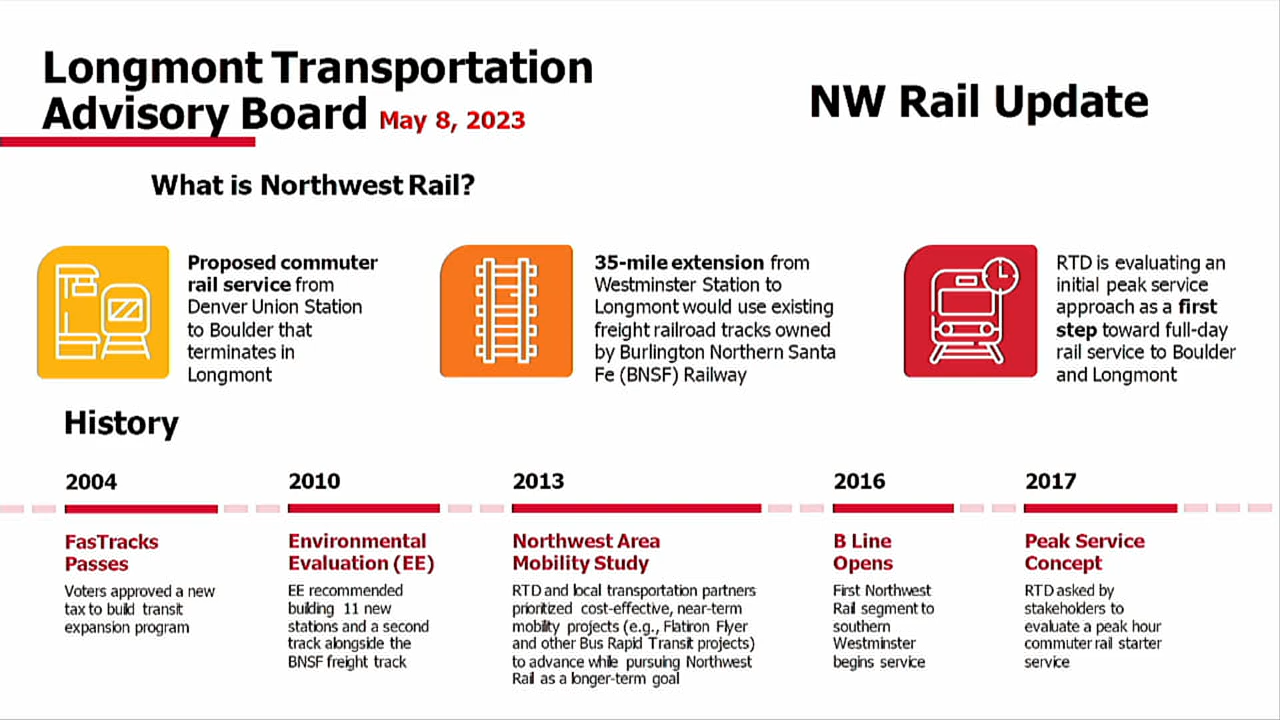 Longmont Transportation
Advisory Board May 8, 2023
NW Rail Update
What is Northwest Rail?
Proposed commuter
rail service from
Denver Union Station
to Boulder that
terminates in
Longmont
35-mile extension from
Westminster Station to
Longmont would use existing
freight railroad tracks owned
by Burlington Northern Santa
Fe (BNSF) Railway
RTD is evaluating an
initial peak service
approach as a first
step toward full-day
rail service to Boulder
and Longmont
History
2004
FasTracks
Passes
Voters approved a new
tax to build transit
expansion program
2010
Environmental
Evaluation (EE)
EE recommended
building 11 new
stations and a second
track alongside the
BNSF freight track
2013
Northwest Area
Mobility Study
RTD and local transportation partners
prioritized cost-effective, near-term
mobility projects (e.g., Flatiron Flyer
and other Bus Rapid Transit projects)
to advance while pursuing Northwest
Rail as a longer-term goal
2016
B Line
Opens
First Northwest
Rail segment to
southern
Westminster
begins service
2017
Peak Service
Concept
RTD asked by
stakeholders to
evaluate a peak hour
commuter rail starter
service